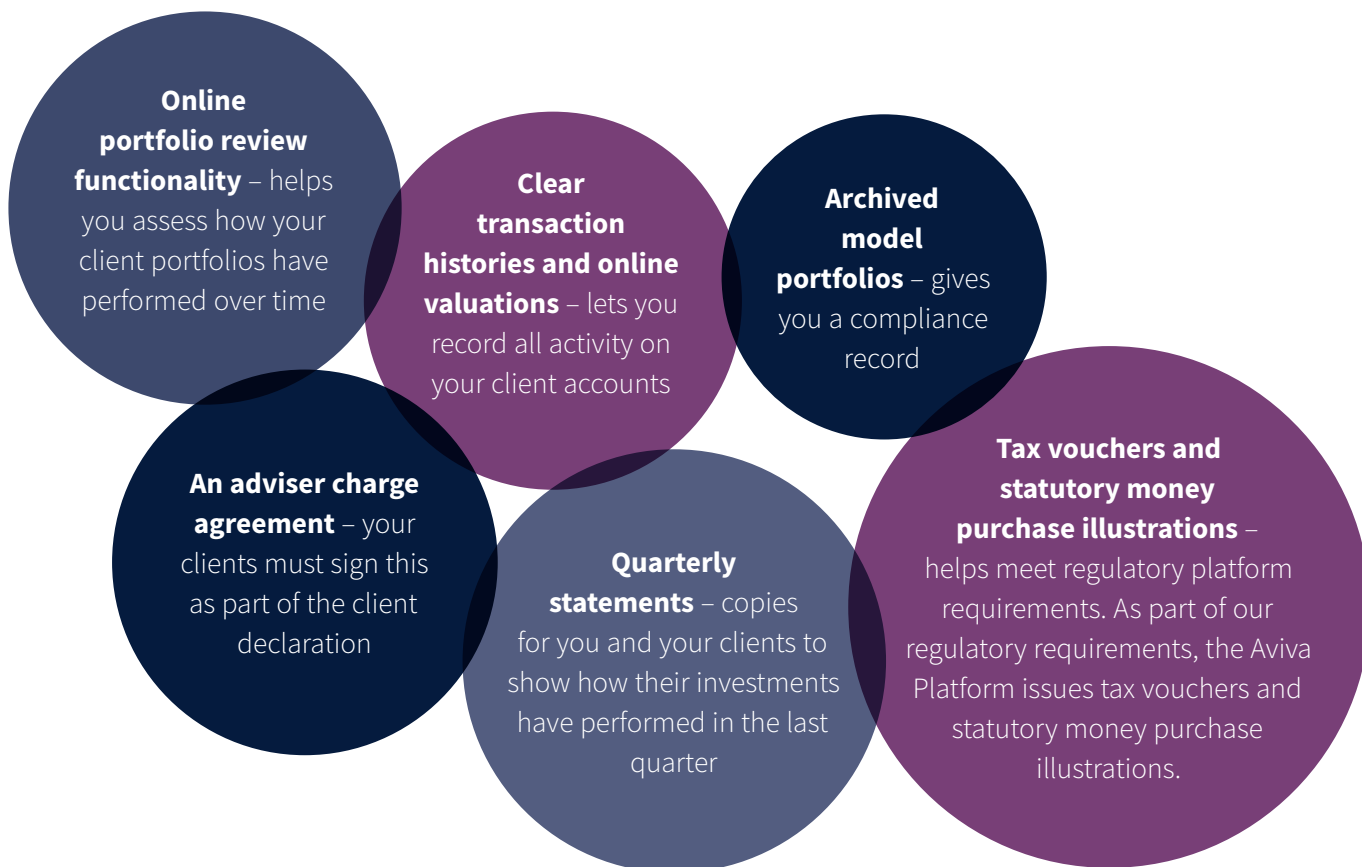 Online
portfolio review
functionality – helps
you assess how your
client portfolios have
performed over time
Clear
transaction
histories and online
valuations – lets you
record all activity on
your client accounts
Archived
model
portfolios – gives
you a compliance
record
An adviser charge
agreement – your
clients must sign this
as part of the client
declaration
Quarterly
statements – copies
for you and your clients to
show how their investments
have performed in the last
quarter
Tax vouchers and
statutory money
purchase illustrations –
helps meet regulatory platform
requirements. As part of our
regulatory requirements, the Aviva
Platform issues tax vouchers and
statutory money purchase
illustrations.